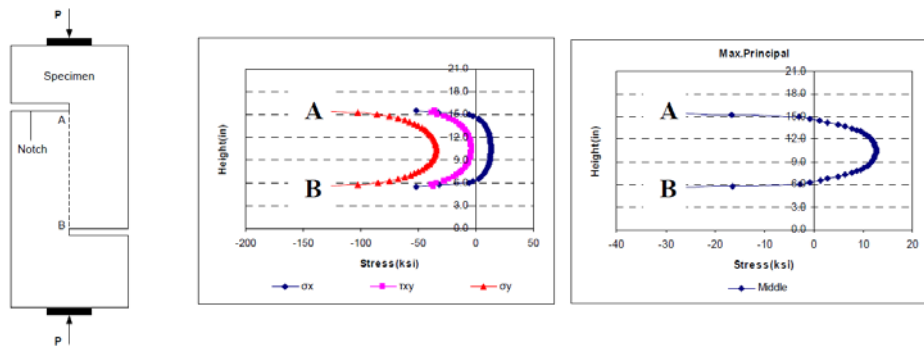 P
Specimen
A
Notch
B
P
21.0
18.0
A
15.0
12.0
Height(in)
9.0
B
6.0
3.0
0.0
-200
-150
-100
-50
0
50
Stress(ksi)
σx
τxy
σy
Max.Principal
21.0
18.0
A
15.0
12.0
Height(in)
9.0
B
6.0
3.0
0.0
-40
-30
-20
-10
0
10
20
Stress(ksi)
Middle